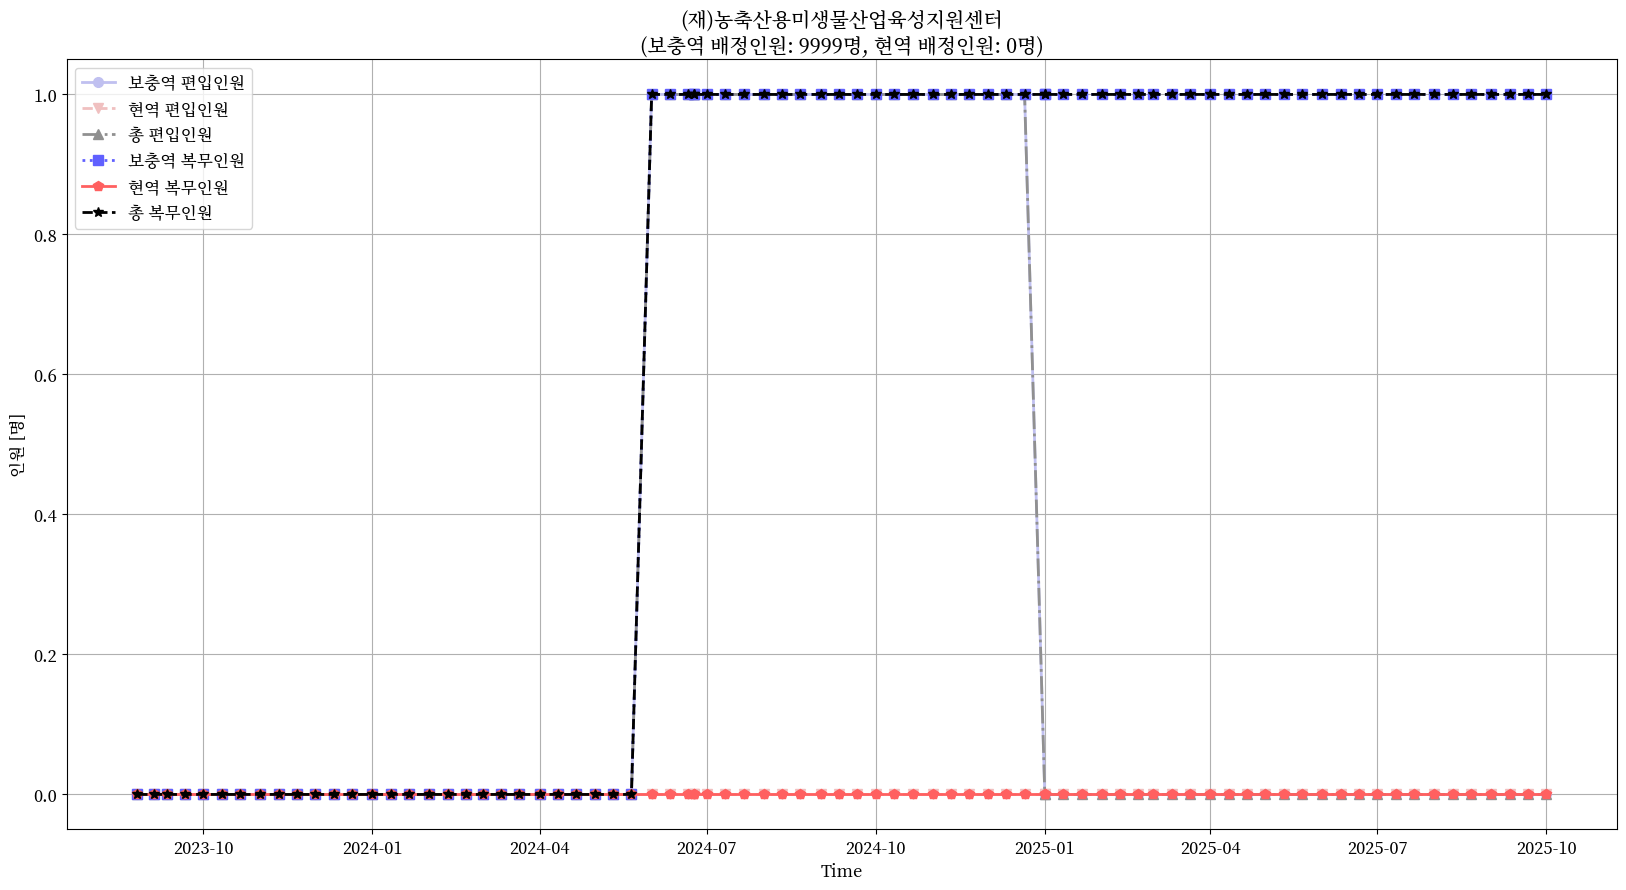 (재)농축산용미생물산업육성지원센터
(보충역 배정인원: 9999명, 현역 배정인원: 0명)
보충역 편입인원
현역 편입인원
총 편입인원
보충역 복무인원
현역 복무인원
총 복무인원
1.0
0.8
0.6
0.4
0.2
0.0
인원 [명]
2023-10 2024-01 2024-04 2024-07 2024-10 2025-01 2025-04 2025-07 2025-10
Time